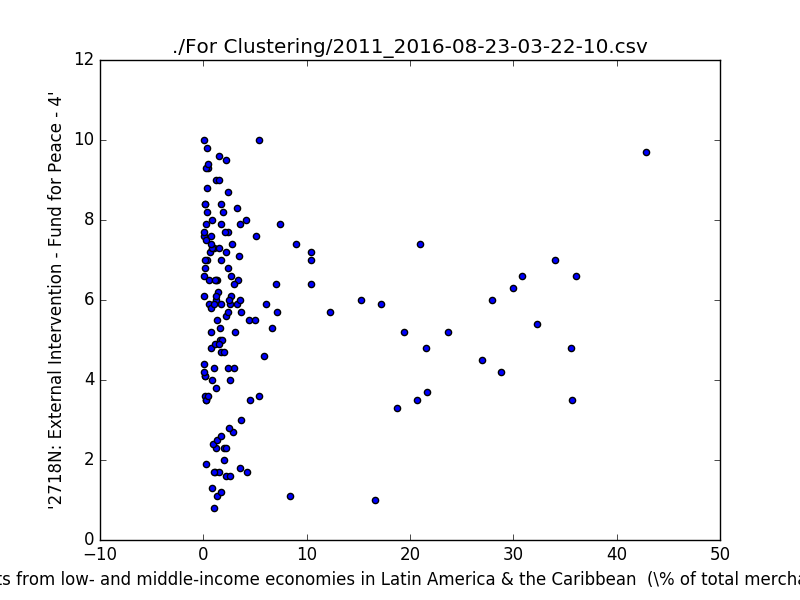 ./For Clustering/2011_2016-08-23-03-22-10.csv
'2718N: External Intervention - Fund for Peace - 4'
12
10
8
6
4
2
0
−10 0 10 20 30 40 50
from low- and middle-income economies in Latin America & the Caribbean (\% of total